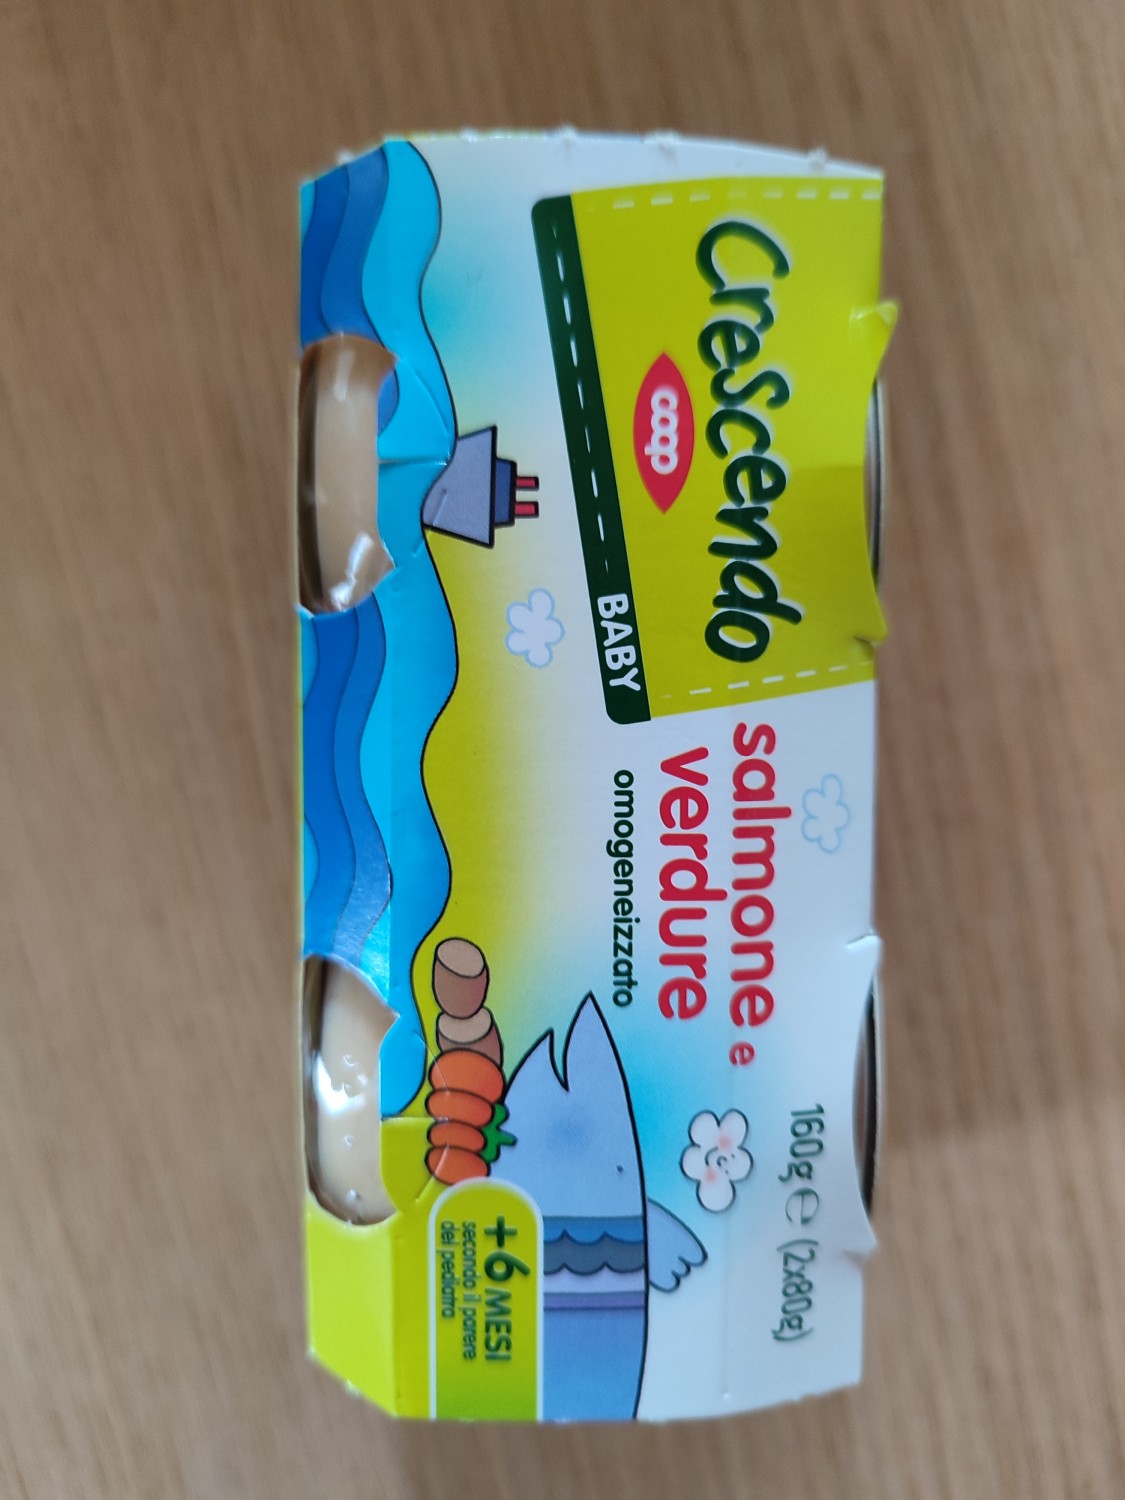 Crescendo
coop
BABY
salmone e
verdure
omogeneizzato
160g e (2x80g)
+6 MESI
secondo il parere
del pediatra